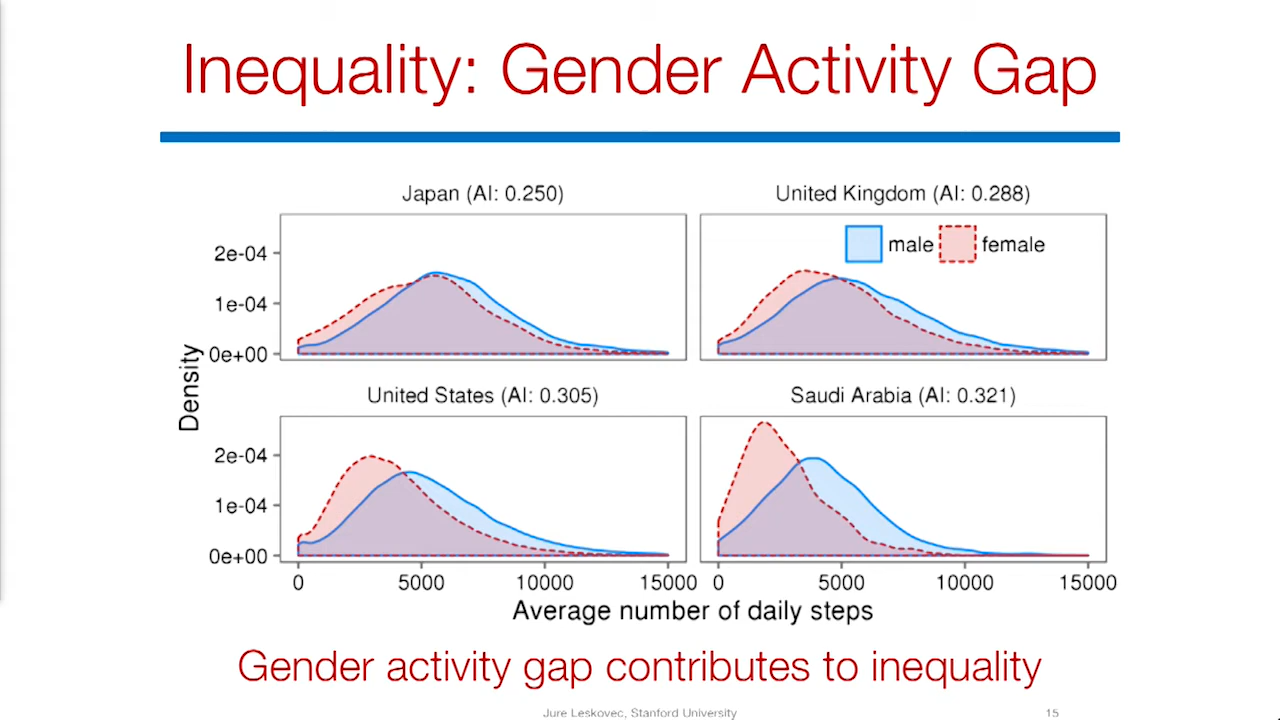 Inequality: Gender Activity Gap
Japan (AI: 0.250)
United Kingdom (AI: 0.288)
male female
2e-04
1e-04
0e+00
Density
United States (AI: 0.305)
Saudi Arabia (AI: 0.321)
2e-04
1e-04
0e+00
0 5000 10000 15000 0 5000 10000 15000
Average number of daily steps
Gender activity gap contributes to inequality
Jure Leskovec, Stanford University 15